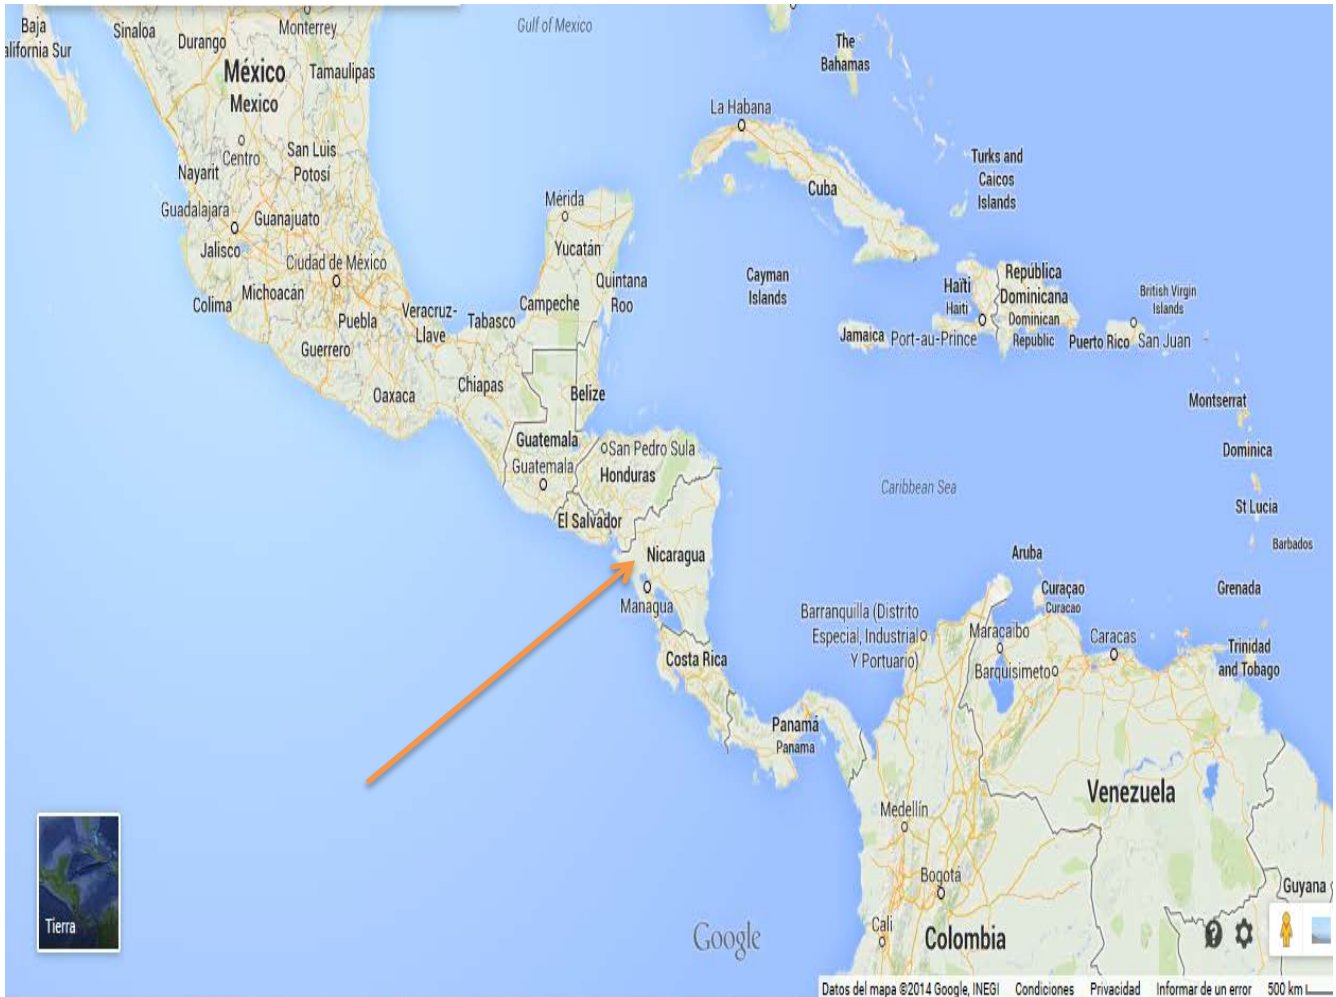 Baja
alifornia Sur
Sinaloa
Durango
Monterrey
Gulf of Mexico
The
Bahamas
México
Mexico
Tamaulipas
La Habana
Centro
San Luis
Potosí
Nayarit
Turks and
Caicos
Islands
Cuba
Mérida
Guadalajara
Guanajuato
Jalisco
Yucatán
Ciudad de México
Quintana
Roo
Cayman
Islands
Haïti
Haiti
República
Dominicana
Dominican
Republic
British Virgin
Islands
Colima
Michoacán
Campeche
Veracruz-
Llave
Tabasco
Puebla
Jamaica
Port-au-Prince
Puerto Rico
San Juan
Guerrero
Oaxaca
Chiapas
Belize
Montserrat
Guatemala
Guatemala
San Pedro Sula
Honduras
Dominica
Caribbean Sea
St Lucia
El Salvador
Nicaragua
Aruba
Barbados
Managua
Curaçao
Curacao
Grenada
Barranquilla (Distrito
Especial, Industrial
Y Portuario)
Maracaibo
Caracas
Costa Rica
Barquisimeto
Trinidad
and Tobago
Panamá
Panama
Venezuela
Medellín
Bogotá
Guyana
Tierra
Google
Cali
Colombia
Datos del mapa ©2014 Google, INEGI Condiciones Privacidad Informar de un error 500 km